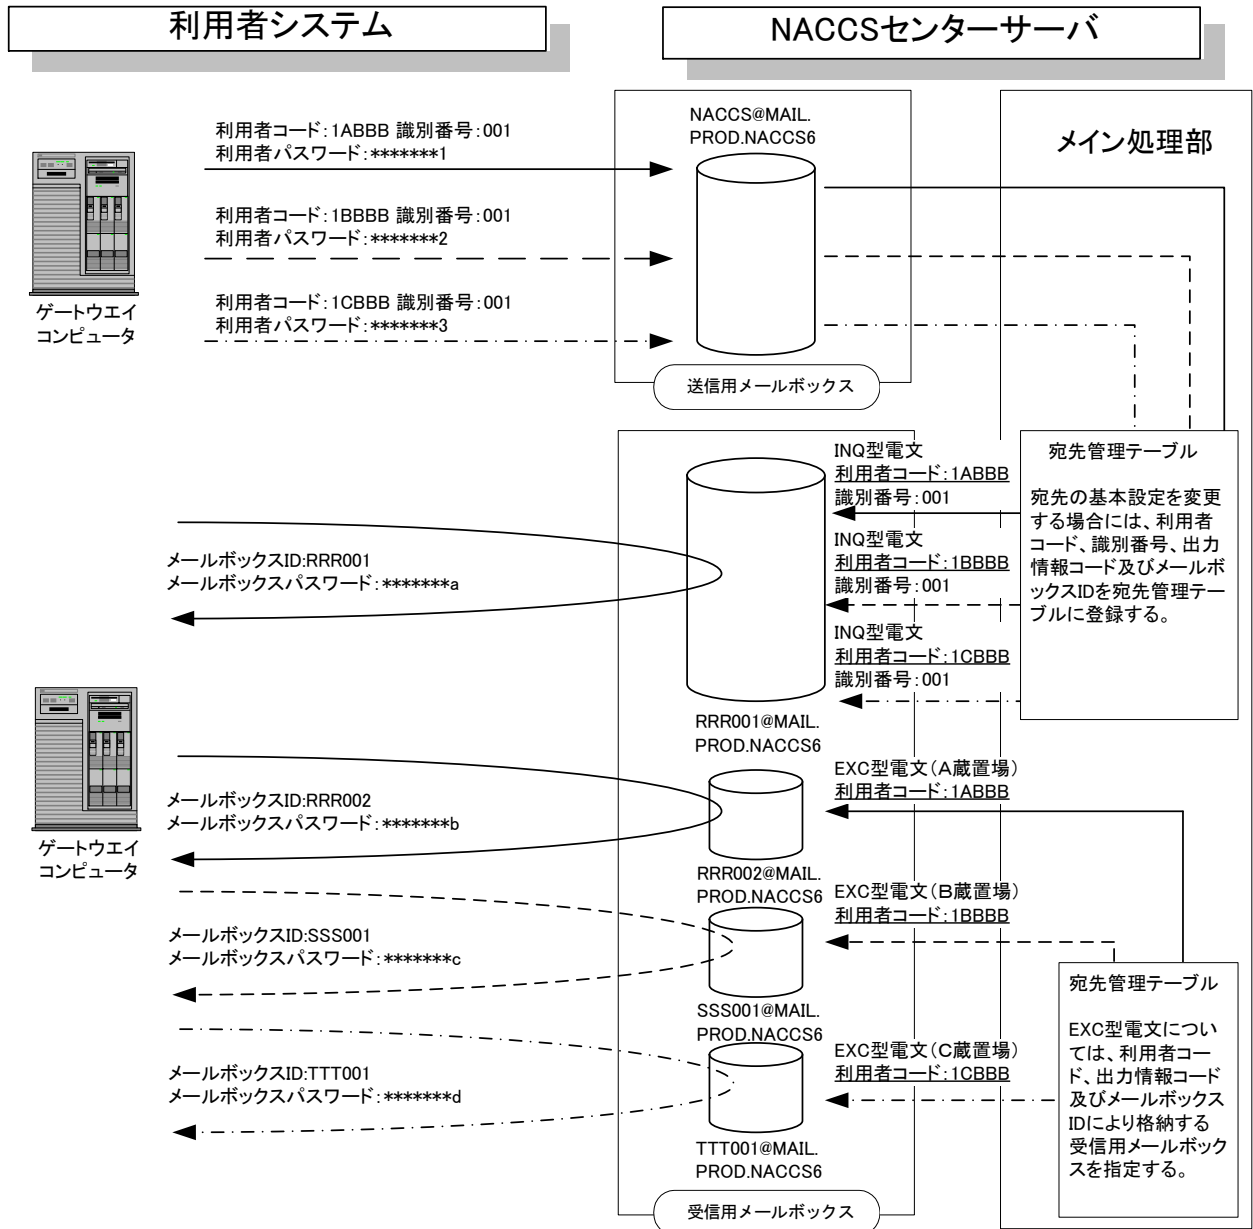 利用者システム
NACCSセンターサーバ
利用者コード:1ABBB 識別番号:001
利用者パスワード:*******1
利用者コード:1BBBB 識別番号:001
利用者パスワード:*******2
利用者コード:1CBBB 識別番号:001
利用者パスワード:*******3
ゲートウエイ
コンピュータ
NACCS@MAIL.
PROD.NACCS6
送信用メールボックス
メイン処理部
INQ型電文
利用者コード:1ABBB
識別番号:001
INQ型電文
利用者コード:1BBBB
識別番号:001
INQ型電文
利用者コード:1CBBB
識別番号:001
宛先管理テーブル
宛先の基本設定を変更
する場合には、利用者
コード、識別番号、出力
情報コード及びメールボ
ックスIDを宛先管理テー
ブルに登録する。
メールボックスID:RRR001
メールボックスパスワード:*******a
RRR001@MAIL.
PROD.NACCS6
ゲートウエイ
コンピュータ
メールボックスID:RRR002
メールボックスパスワード:*******b
RRR002@MAIL.
PROD.NACCS6
EXC型電文(A蔵置場)
利用者コード:1ABBB
メールボックスID:SSS001
メールボックスパスワード:*******c
SSS001@MAIL.
PROD.NACCS6
EXC型電文(B蔵置場)
利用者コード:1BBBB
メールボックスID:TTT001
メールボックスパスワード:*******d
TTT001@MAIL.
PROD.NACCS6
EXC型電文(C蔵置場)
利用者コード:1CBBB
宛先管理テーブル
EXC型電文につい
ては、利用者コー
ド、出力情報コード
及びメールボックス
IDにより格納する
受信用メールボック
スを指定する。
受信用メールボックス